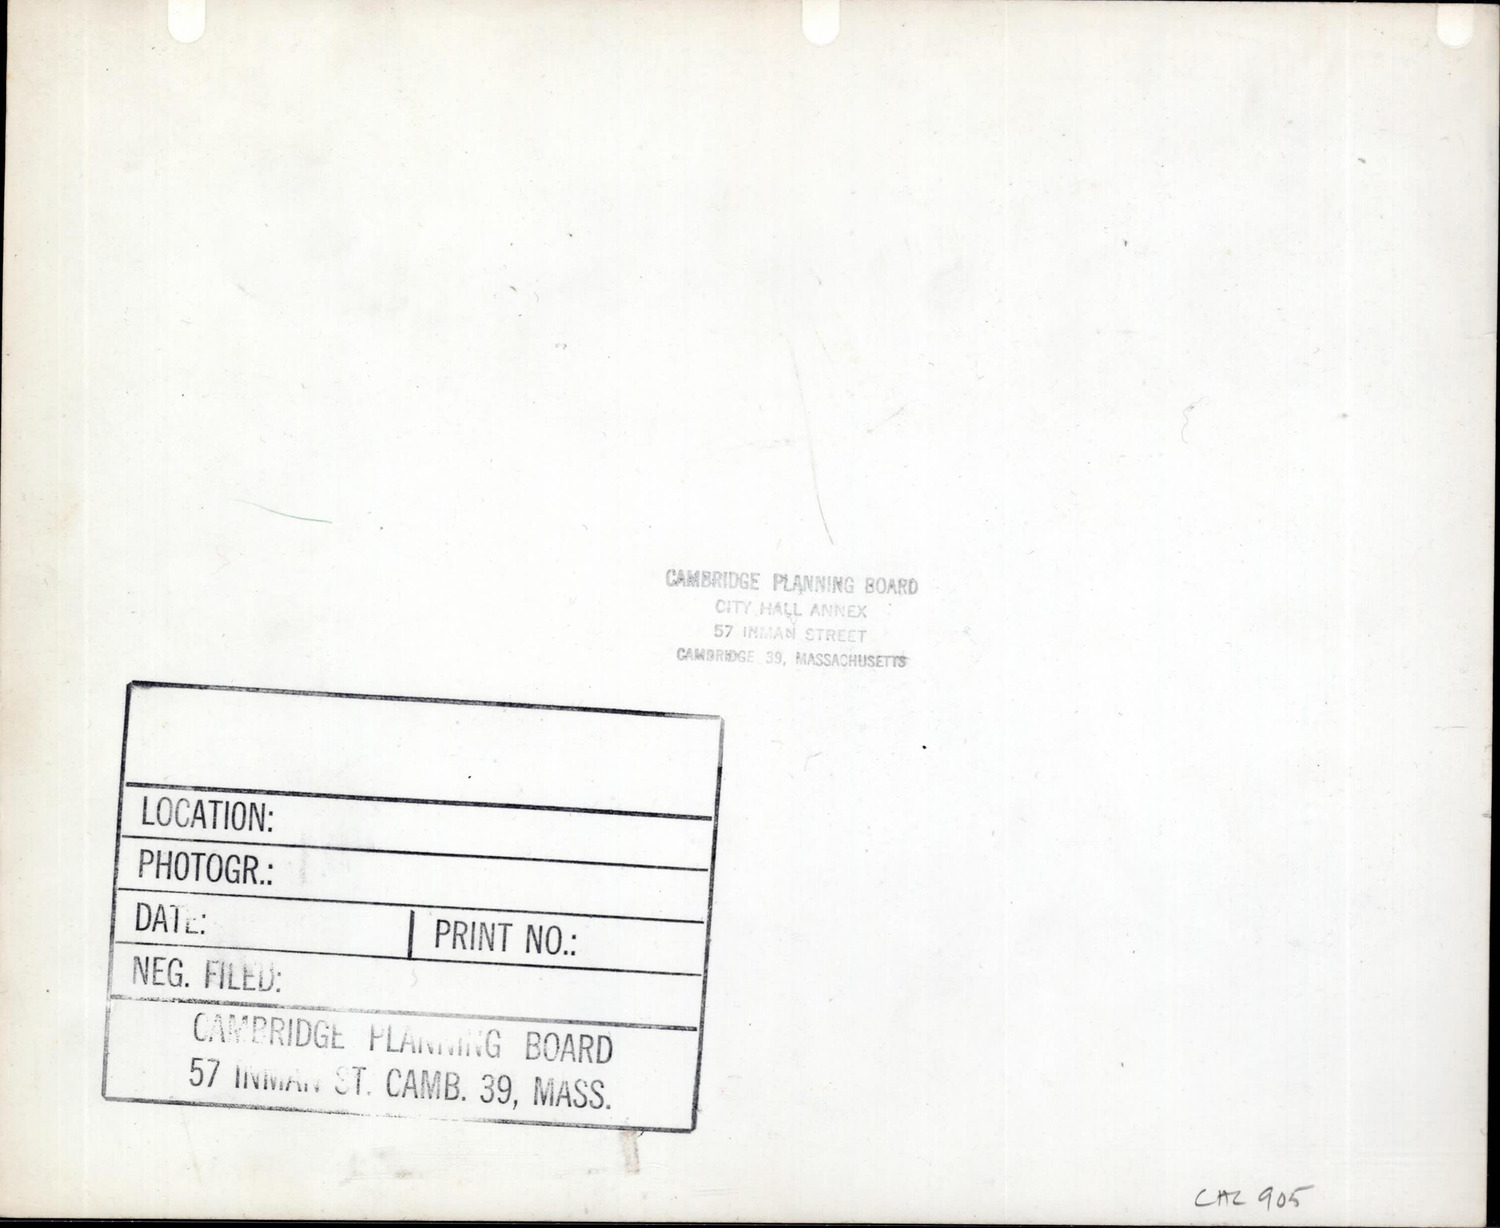 CAMBRIDGE PLANNING BOARD
CITY HALL ANNEX
57 INMAN STREET
CAMBRIDGE 39, MASSACHUSETTS
LOCATION:
PHOTOGR.:
DATE: PRINT NO.:
NEG. FILED:
CAMBRIDGE PLANNING BOARD
57 INMAN ST. CAMB. 39, MASS.
CHC 905